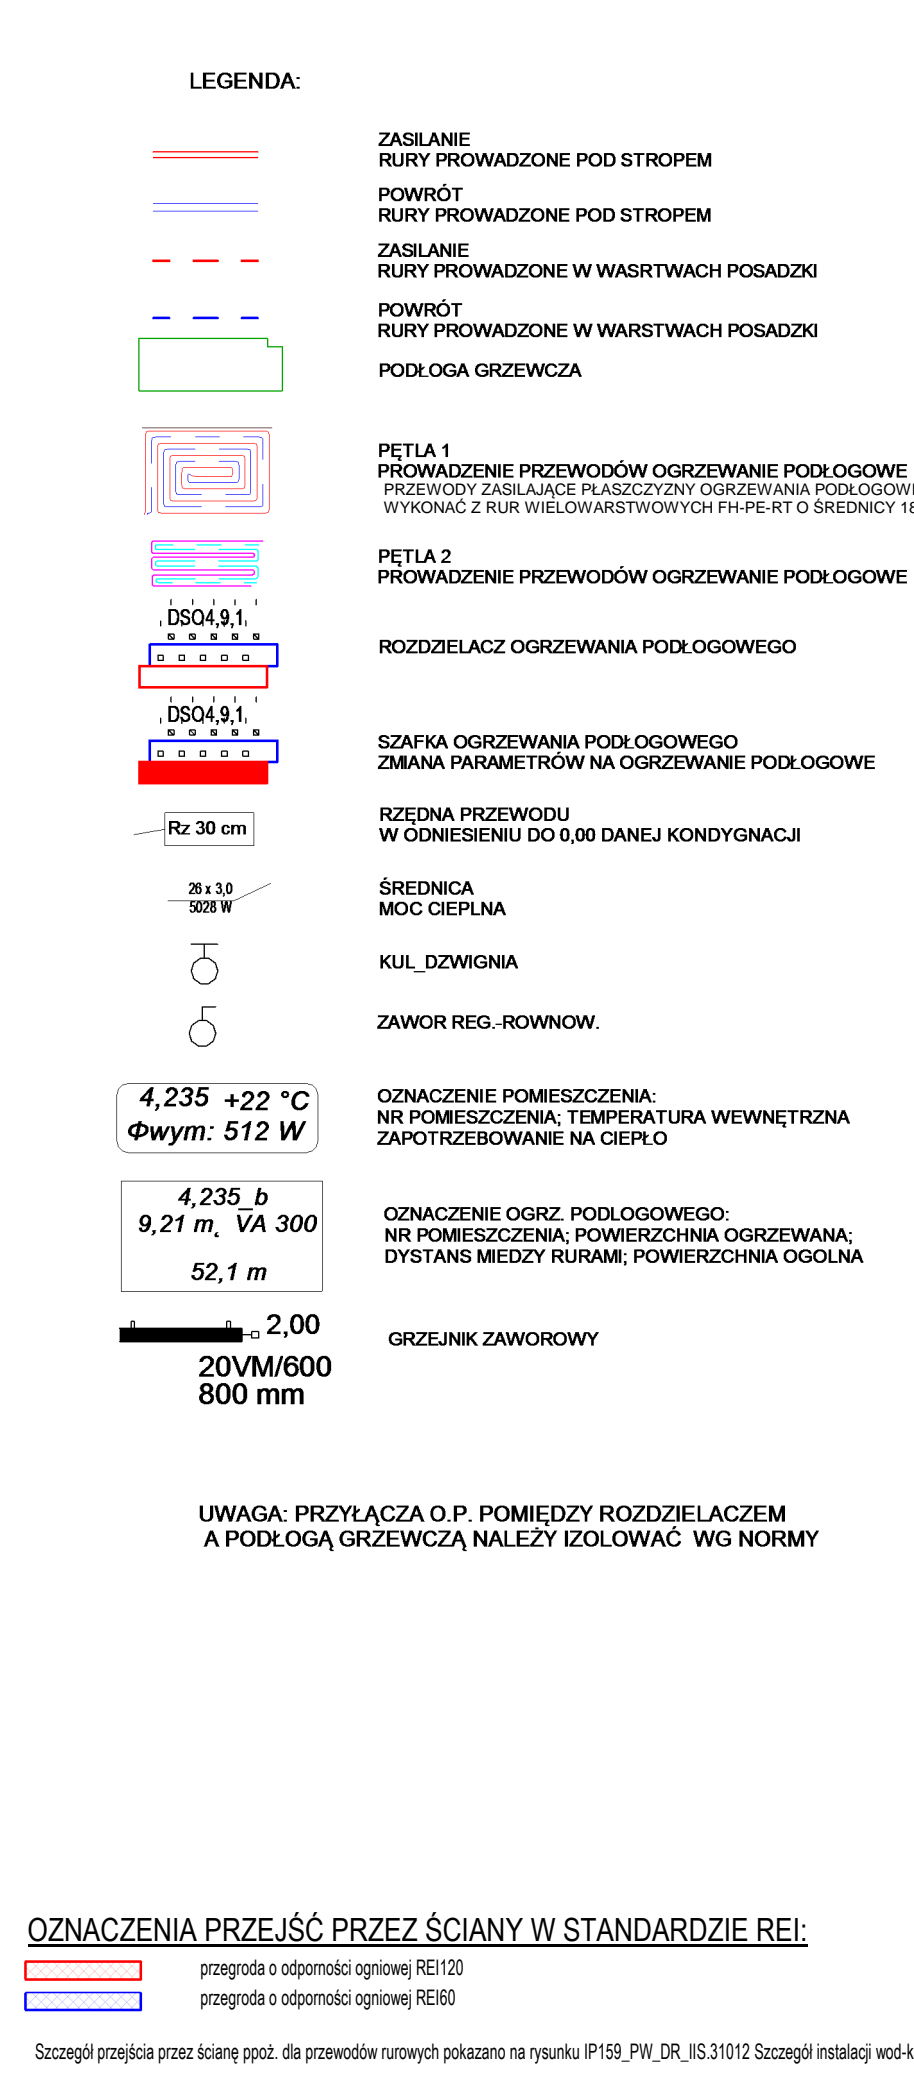 LEGENDA:
ZASILANIE
RURY PROWADZONE POD STROPEM
POWRÓT
RURY PROWADZONE POD STROPEM
ZASILANIE
RURY PROWADZONE W WASRTWACH POSADZKI
POWRÓT
RURY PROWADZONE W WARSTWACH POSADZKI
PODŁOGA GRZEWCZA
PĘTLA 1
PROWADZENIE PRZEWODÓW OGRZEWANIE PODŁOGOWE
PRZEWODY ZASILAJĄCE PŁASZCZYZNY OGRZEWANIA PODŁOGOWE
WYKONAĆ Z RUR WIELOWARSTWOWYCH FH-PE-RT O ŚREDNICY 18
PĘTLA 2
PROWADZENIE PRZEWODÓW OGRZEWANIE PODŁOGOWE
DSO4,9,1
ROZDZIELACZ OGRZEWANIA PODŁOGOWEGO
DSO4,9,1
SZAFKA OGRZEWANIA PODŁOGOWEGO
ZMIANA PARAMETRÓW NA OGRZEWANIE PODŁOGOWE
Rz 30 cm
RZĘDNA PRZEWODU
W ODNIESIENIU DO 0,00 DANEJ KONDYGNACJI
26 x 3,0
5028 W
ŚREDNICA
MOC CIEPLNA
KUL_DZWIGNIA
ZAWOR REG.-ROWNOW.
4,235 +22 °C
Φwym: 512 W
OZNACZENIE POMIESZCZENIA:
NR POMIESZCZENIA; TEMPERATURA WEWNĘTRZNA
ZAPOTRZEBOWANIE NA CIEPŁO
4,235_b
9,21 m˛ VA 300
52,1 m
OZNACZENIE OGRZ. PODLOGOWEGO:
NR POMIESZCZENIA; POWIERZCHNIA OGRZEWANA;
DYSTANS MIEDZY RURAMI; POWIERZCHNIA OGOLNA
2,00
20VM/600
800 mm
GRZEJNIK ZAWOROWY
UWAGA: PRZYŁĄCZA O.P. POMIĘDZY ROZDZIELACZEM
A PODŁOGĄ GRZEWCZĄ NALEŻY IZOLOWAĆ WG NORMY
OZNACZENIA PRZEJŚĆ PRZEZ ŚCIANY W STANDARDZIE REI:
przegroda o odporności ogniowej REI120
przegroda o odporności ogniowej REI60
Szczegół przejścia przez ścianę ppoż. dla przewodów rurowych pokazano na rysunku IP159_PW_DR_IIS.31012 Szczegół instalacji wod-k